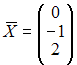 X̅ = ( 0
−1
2 )